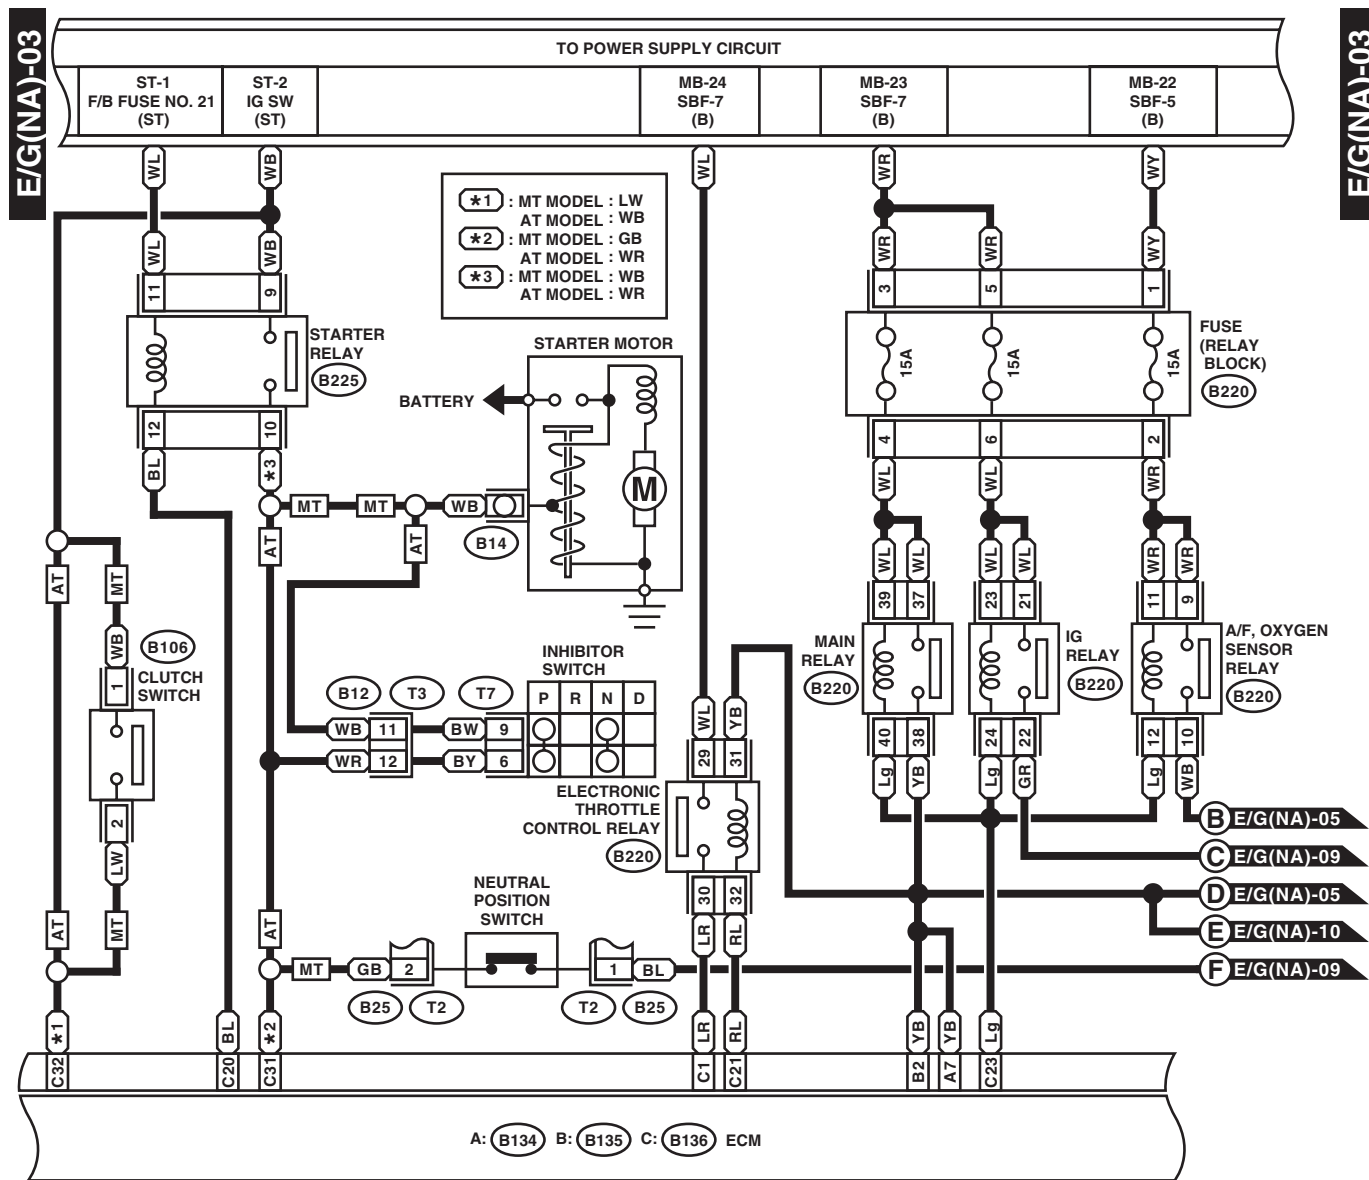 E/G(NA)-03
E/G(NA)-03
TO POWER SUPPLY CIRCUIT
ST-1
F/B FUSE NO. 21
(ST)
ST-2
IG SW
(ST)
MB-24
SBF-7
(B)
MB-23
SBF-7
(B)
MB-22
SBF-5
(B)
WL
WB
WL
WR
WY
*1 : MT MODEL : LW
AT MODEL : WB
*2 : MT MODEL : GB
AT MODEL : WR
*3 : MT MODEL : WB
AT MODEL : WR
WL
WB
WR
WR
WY
11
9
3
5
1
STARTER
RELAY
B225
STARTER MOTOR
BATTERY
M
15A
15A
15A
FUSE
(RELAY
BLOCK)
B220
12
10
4
6
2
BL
*3
WL
WL
WR
MT
MT
WB
B14
AT
AT
AT
MT
WL
WL
WL
WL
WR
WR
39
37
23
21
11
9
WB
B106
1
CLUTCH
SWITCH
MAIN
RELAY
B220
IG
RELAY
B220
A/F, OXYGEN
SENSOR
RELAY
B220
INHIBITOR
SWITCH
B12
T3
T7
P R N D
WB 11 BW 9
WR 12 BY 6
WL
YB
29
31
40
38
24
22
12
10
Lg
YB
Lg
GR
Lg
WB
ELECTRONIC
THROTTLE
CONTROL RELAY
B220
2
LW
B E/G(NA)-05
C E/G(NA)-09
D E/G(NA)-05
E E/G(NA)-10
F E/G(NA)-09
30
32
LR
RL
NEUTRAL
POSITION
SWITCH
AT
MT
AT
MT
GB
2
1
BL
B25
T2
T2
B25
*1
BL
*2
LR
RL
YB
YB
Lg
C32
C20
C31
C1
C21
B2
A7
C23
A: B134 B: B135 C: B136 ECM